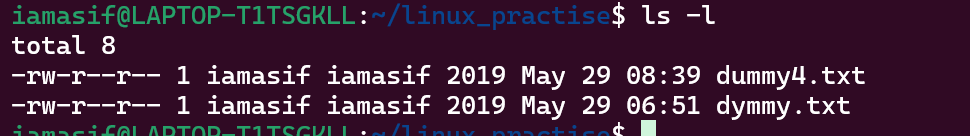 iamasif@LAPTOP-T1TSGKLL:~/linux_practise$ ls -l
total 8
-rw-r--r-- 1 iamasif iamasif 2019 May 29 08:39 dummy4.txt
-rw-r--r-- 1 iamasif iamasif 2019 May 29 06:51 dymmy.txt
iamasif@LAPTOP-T1TSGKLL:~/linux_practise$